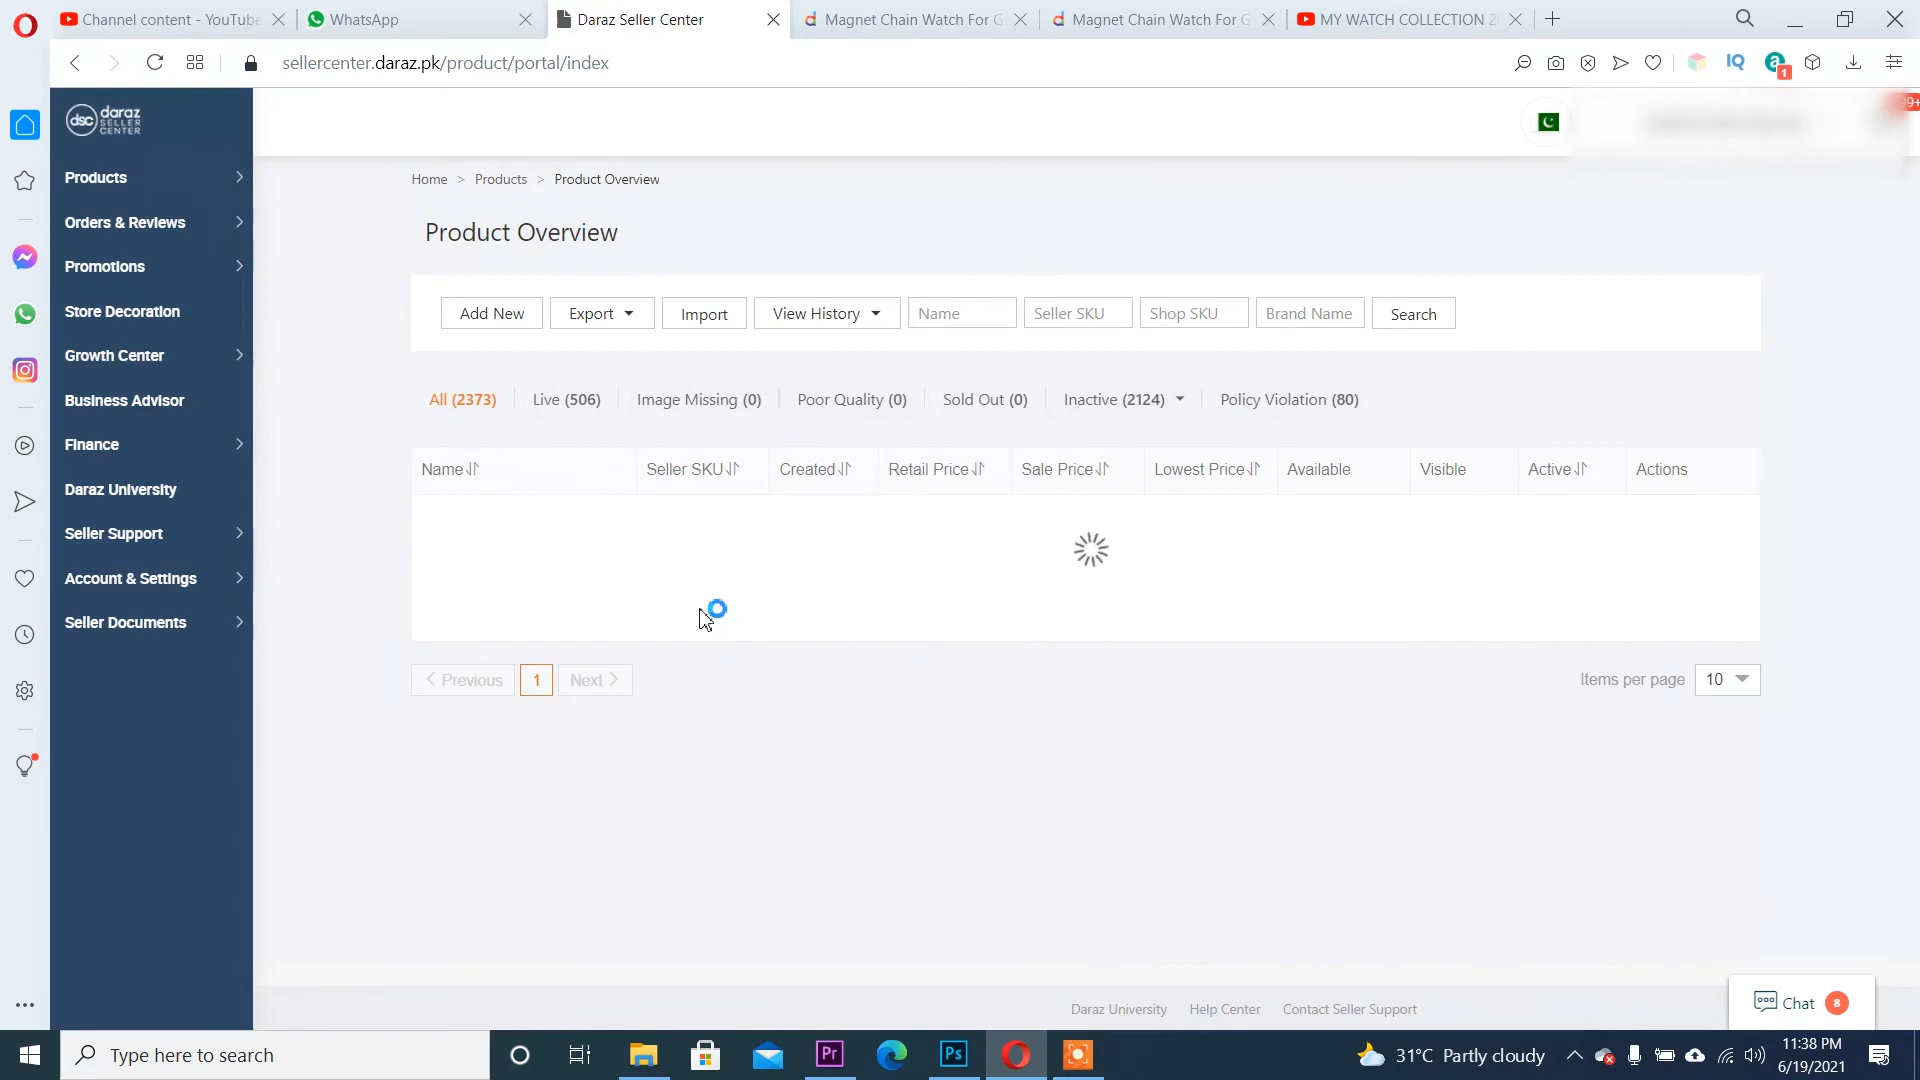 Channel content - YouTube
WhatsApp
Daraz Seller Center
Magnet Chain Watch For G
Magnet Chain Watch For G
MY WATCH COLLECTION 2
sellercenter.daraz.pk/product/portal/index
IQ
a
1
9+
dsc daraz
SELLER
CENTER
Products
Orders & Reviews
Promotions
Store Decoration
Growth Center
Business Advisor
Finance
Daraz University
Seller Support
Account & Settings
Seller Documents
Home > Products > Product Overview
Product Overview
Add New
Export
Import
View History
Name
Seller SKU
Shop SKU
Brand Name
Search
All (2373)
Live (506)
Image Missing (0)
Poor Quality (0)
Sold Out (0)
Inactive (2124)
Policy Violation (80)
Name
Seller SKU
Created
Retail Price
Sale Price
Lowest Price
Available
Visible
Active
Actions
Previous
1
Next
Items per page
10
Daraz University
Help Center
Contact Seller Support
Chat 8
Type here to search
Pr
Ps
31°C Partly cloudy
11:38 PM
6/19/2021